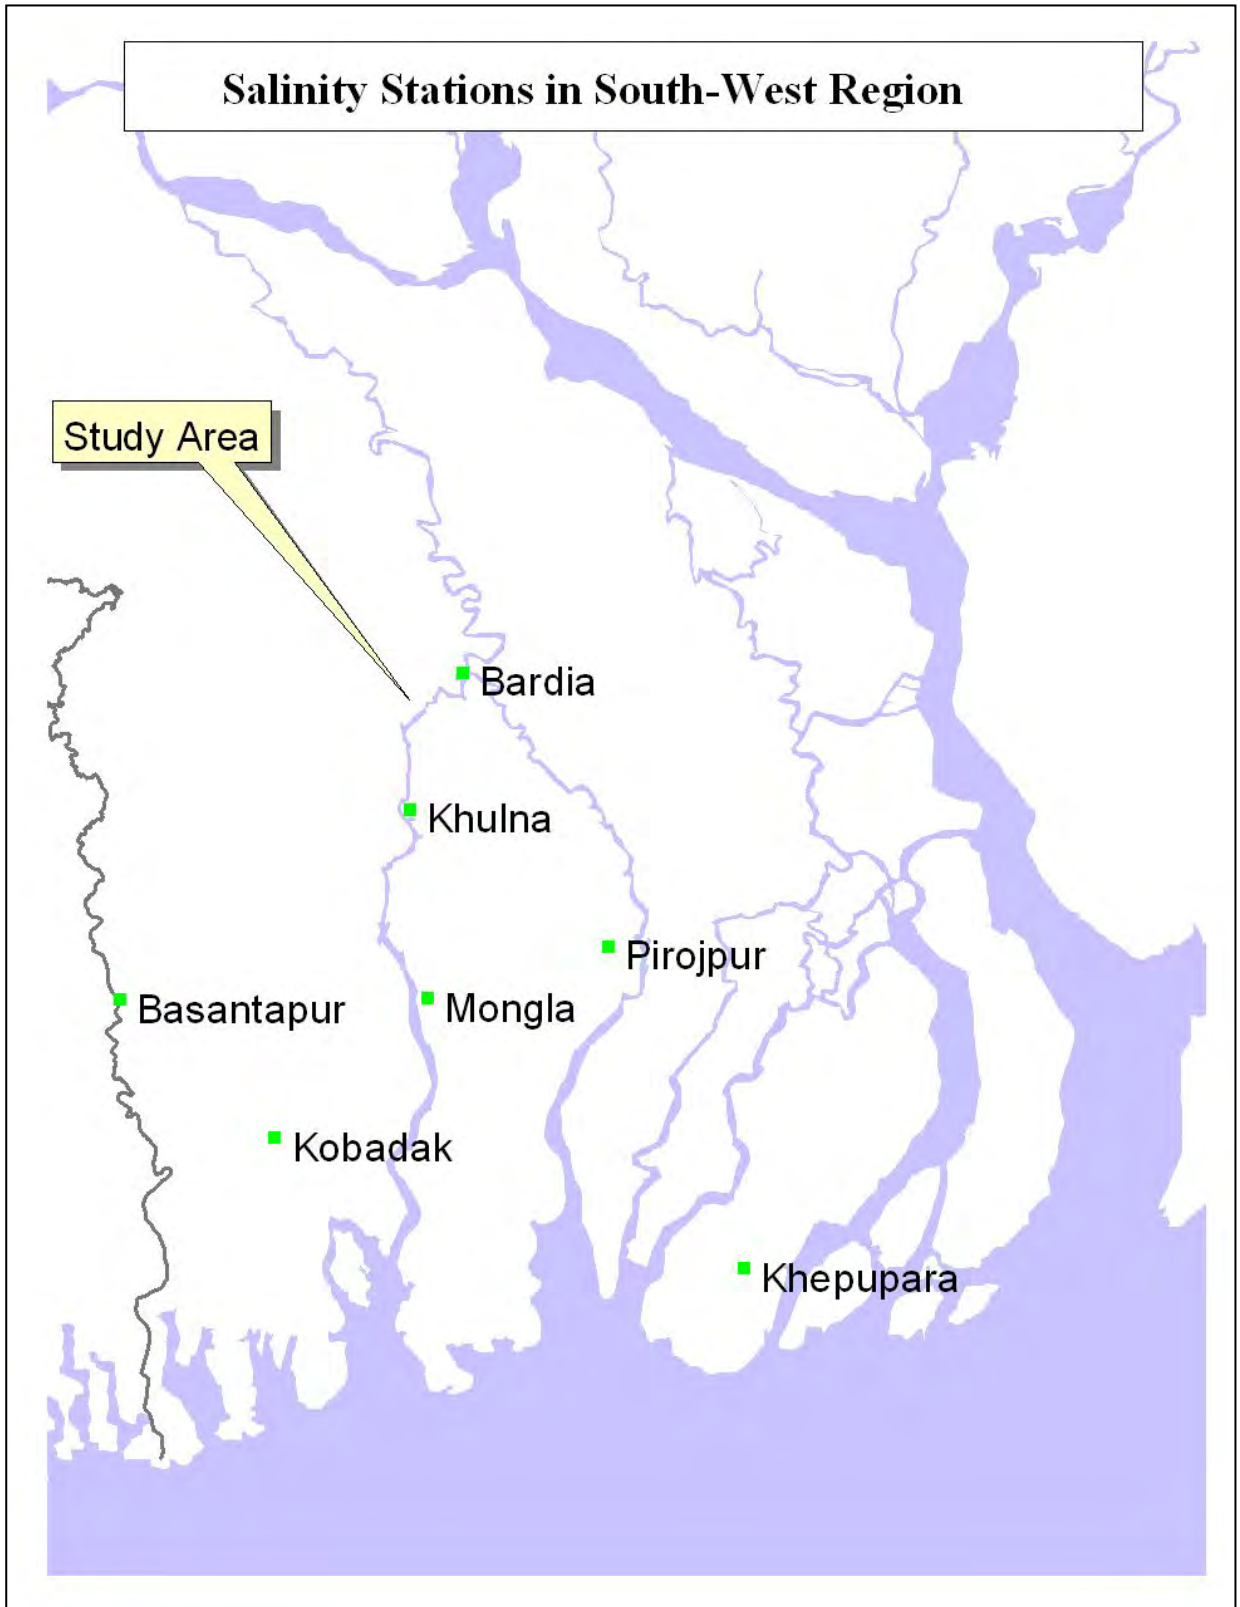 Salinity Stations in South-West Region
Study Area
Bardia
Khulna
Pirojpur
Basantapur
Mongla
Kobadak
Khepupara